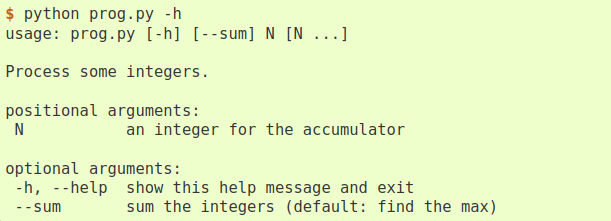 $ python prog.py -h
usage: prog.py [-h] [--sum] N [N ...]

Process some integers.

positional arguments:
 N           an integer for the accumulator

optional arguments:
 -h, --help  show this help message and exit
 --sum       sum the integers (default: find the max)